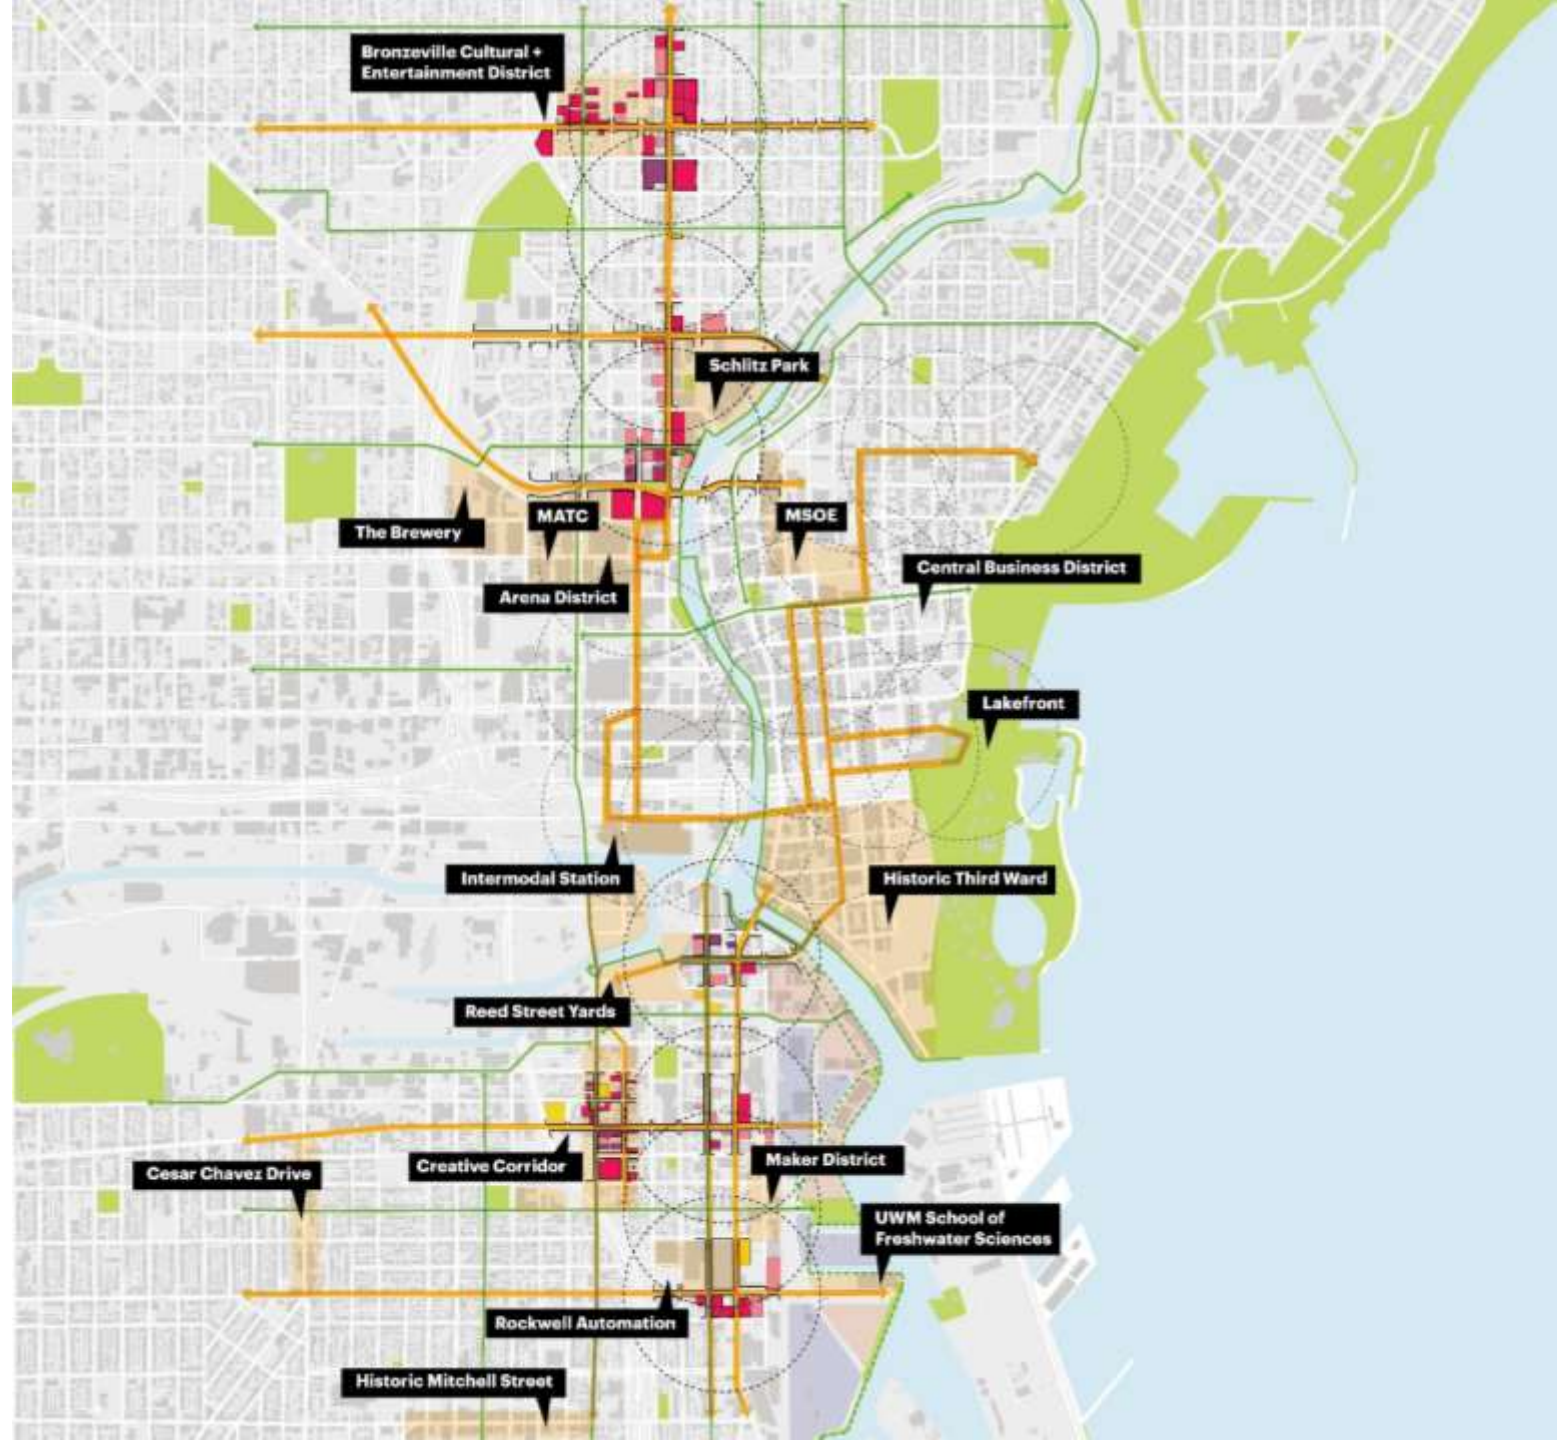 Bronzeville Cultural +
Entertainment District
Schlitz Park
The Brewery
MATC
MSOE
Arena District
Central Business District
Lakefront
Intermodal Station
Historic Third Ward
Reed Street Yards
Cesar Chavez Drive
Creative Corridor
Maker District
UWM School of
Freshwater Sciences
Rockwell Automation
Historic Mitchell Street